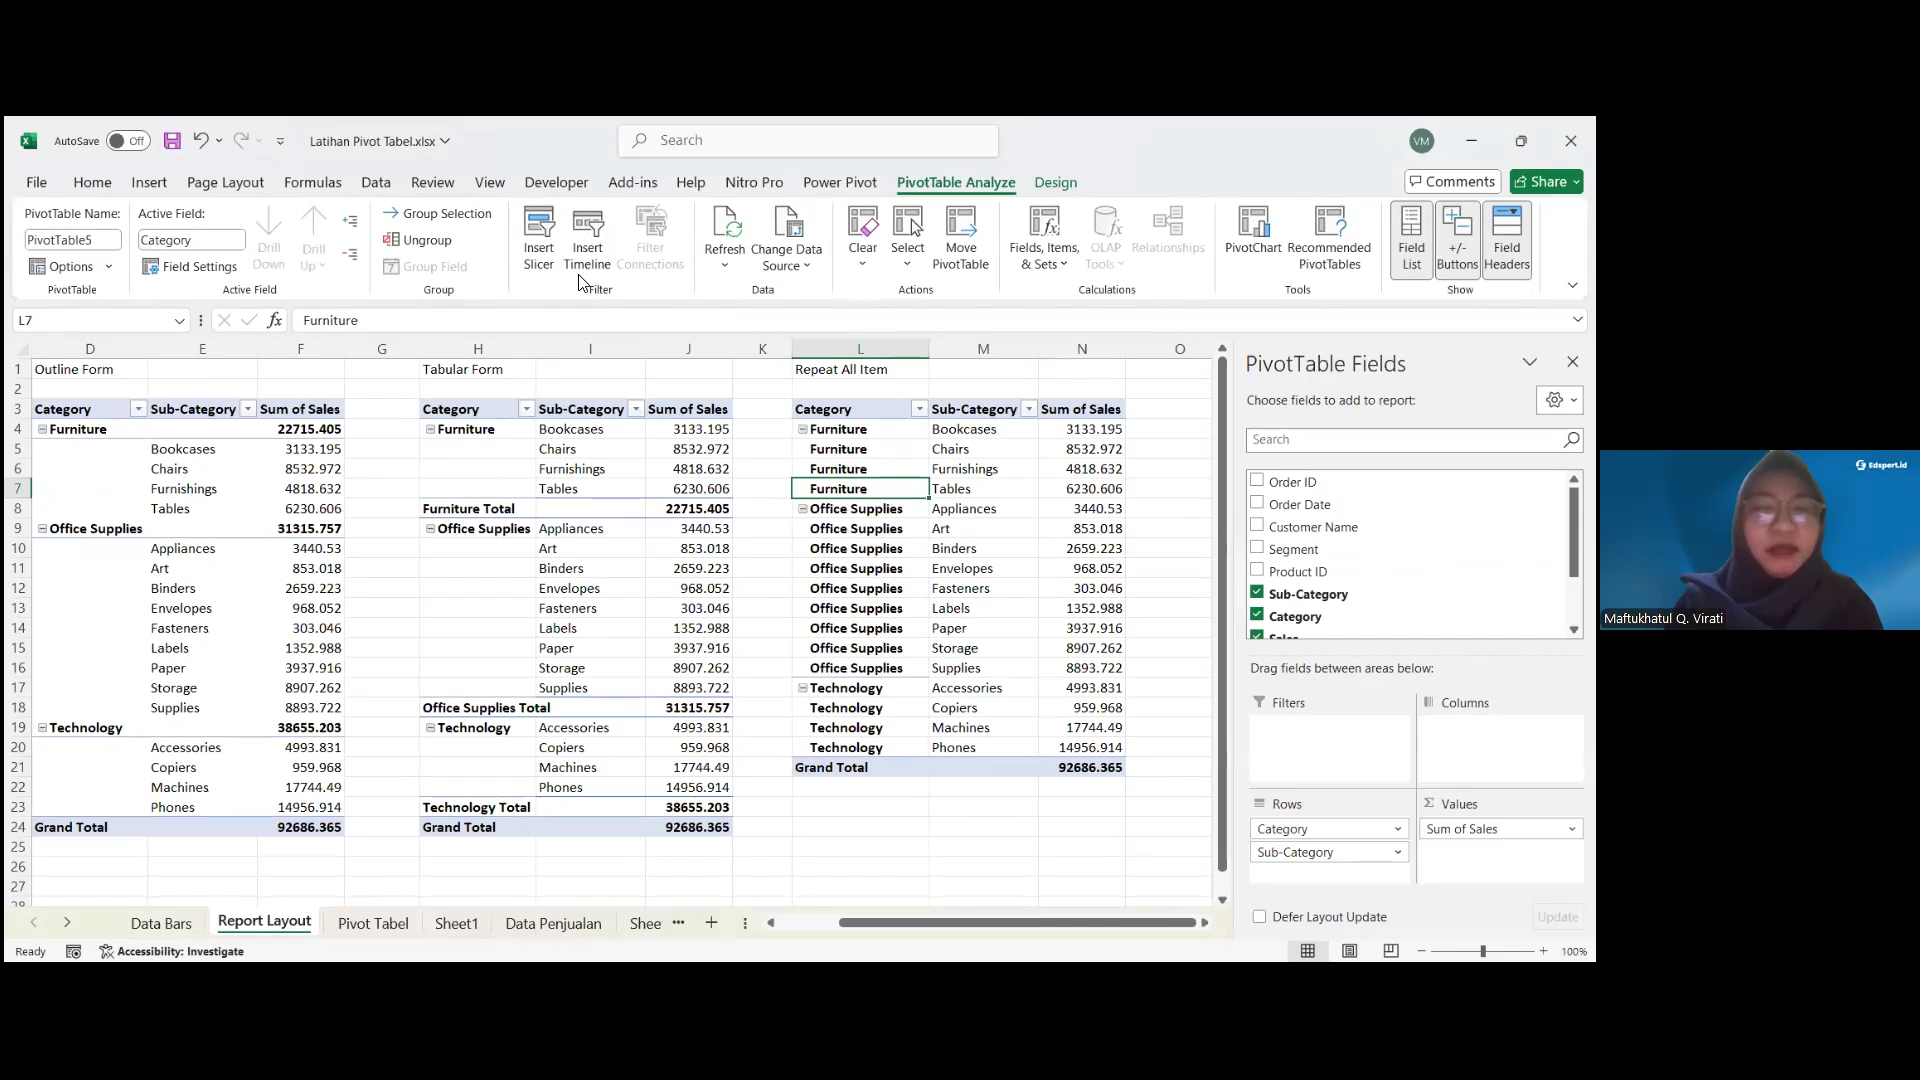 AutoSave Off Latihan Pivot Tabel.xlsx Search VM
File Home Insert Page Layout Formulas Data Review View Developer Add-ins Help Nitro Pro Power Pivot PivotTable Analyze Design Comments Share
PivotTable Name:
PivotTable5
Options
PivotTable
Active Field:
Category
Field Settings
Drill Down
Drill Up
Active Field
Group Selection
Ungroup
Group Field
Group
Insert Slicer
Insert Timeline
Filter Connections
Filter
Refresh
Change Data Source
Data
Clear
Select
Move PivotTable
Actions
Fields, Items, & Sets
OLAP Tools
Relationships
Calculations
PivotChart
Recommended PivotTables
Tools
Field List
+/- Buttons
Field Headers
Show
L7 fx Furniture
D E F G H I J K L M N O
1 Outline Form Tabular Form Repeat All Item
2
3 Category Sub-Category Sum of Sales Category Sub-Category Sum of Sales Category Sub-Category Sum of Sales
4 Furniture 22715.405 Furniture Bookcases 3133.195 Furniture Bookcases 3133.195
5 Bookcases 3133.195 Chairs 8532.972 Furniture Chairs 8532.972
6 Chairs 8532.972 Furnishings 4818.632 Furniture Furnishings 4818.632
7 Furnishings 4818.632 Tables 6230.606 Furniture Tables 6230.606
8 Tables 6230.606 Furniture Total 22715.405 Office Supplies Appliances 3440.53
9 Office Supplies 31315.757 Office Supplies Appliances 3440.53 Office Supplies Art 853.018
10 Appliances 3440.53 Art 853.018 Office Supplies Binders 2659.223
11 Art 853.018 Binders 2659.223 Office Supplies Envelopes 968.052
12 Binders 2659.223 Envelopes 968.052 Office Supplies Fasteners 303.046
13 Envelopes 968.052 Fasteners 303.046 Office Supplies Labels 1352.988
14 Fasteners 303.046 Labels 1352.988 Office Supplies Paper 3937.916
15 Labels 1352.988 Paper 3937.916 Office Supplies Storage 8907.262
16 Paper 3937.916 Storage 8907.262 Office Supplies Supplies 8893.722
17 Storage 8907.262 Supplies 8893.722 Technology Accessories 4993.831
18 Supplies 8893.722 Office Supplies Total 31315.757 Technology Copiers 959.968
19 Technology 38655.203 Technology Accessories 4993.831 Technology Machines 17744.49
20 Accessories 4993.831 Copiers 959.968 Technology Phones 14956.914
21 Copiers 959.968 Machines 17744.49 Grand Total 92686.365
22 Machines 17744.49 Phones 14956.914
23 Phones 14956.914 Technology Total 38655.203
24 Grand Total 92686.365 Grand Total 92686.365
25
26
27
28
Data Bars Report Layout Pivot Tabel Sheet1 Data Penjualan Shee
Ready Accessibility: Investigate 100%
PivotTable Fields
Choose fields to add to report:
Search
Order ID
Order Date
Customer Name
Segment
Product ID
Sub-Category
Category
Sales
Drag fields between areas below:
Filters Columns
Rows Σ Values
Category Sum of Sales
Sub-Category
Defer Layout Update Update
Edspert.id
Maftukhatul Q. Virati